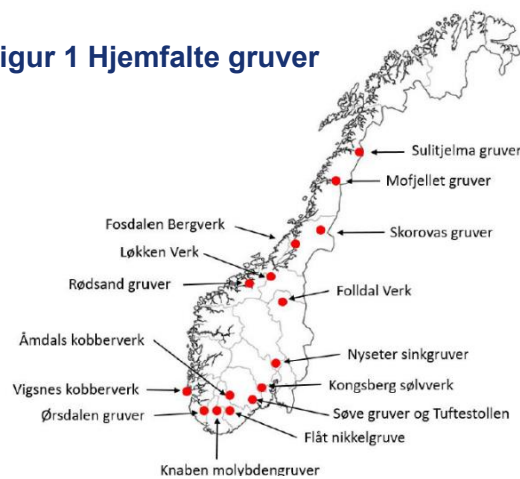 igur 1 Hjemfalte gruver
Sulitjelma gruver
Mofjellet gruver
Fosdalen Bergverk
Skorovas gruver
Løkken Verk
Rødsand gruver
Folldal Verk
Åmdals kobberverk
Nyseter sinkgruver
Vigsnes kobberverk
Kongsberg sølvverk
Ørsdalen gruver
Søve gruver og Tuftestollen
Flåt nikkelgruve
Knaben molybdengruver